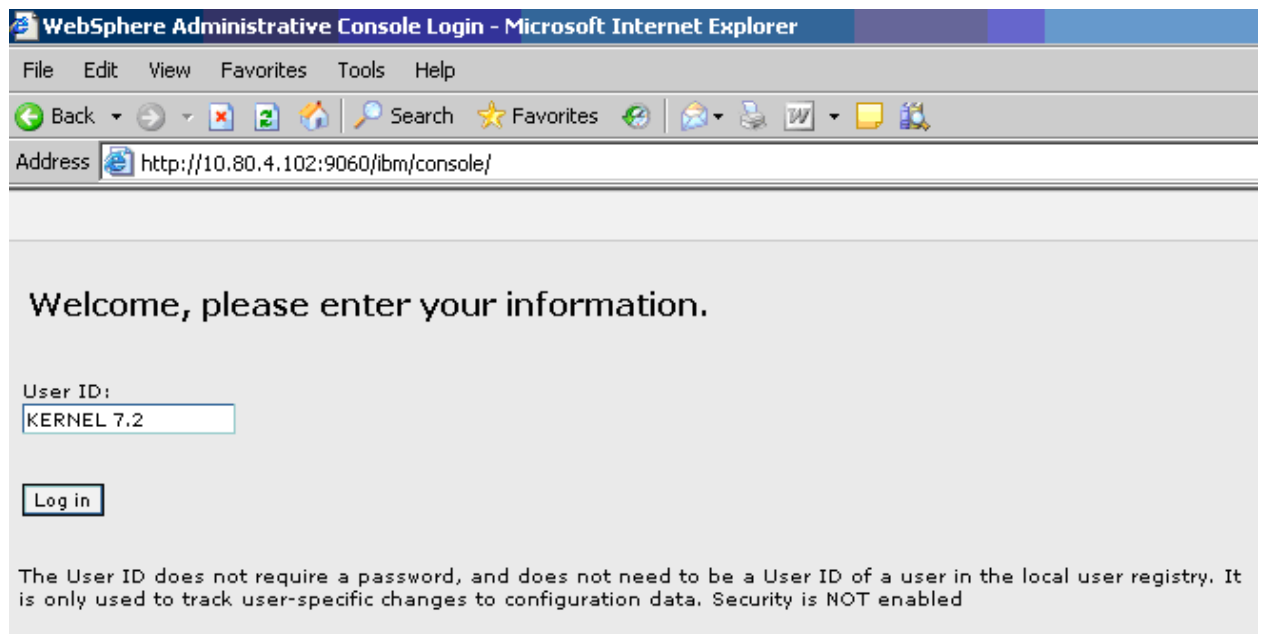 WebSphere Administrative Console Login - Microsoft Internet Explorer
File Edit View Favorites Tools Help
Back Search Favorites
Address http://10.80.4.102:9060/ibm/console/
Welcome, please enter your information.
User ID:
KERNEL 7.2
Log in
The User ID does not require a password, and does not need to be a User ID of a user in the local user registry. It
is only used to track user-specific changes to configuration data. Security is NOT enabled